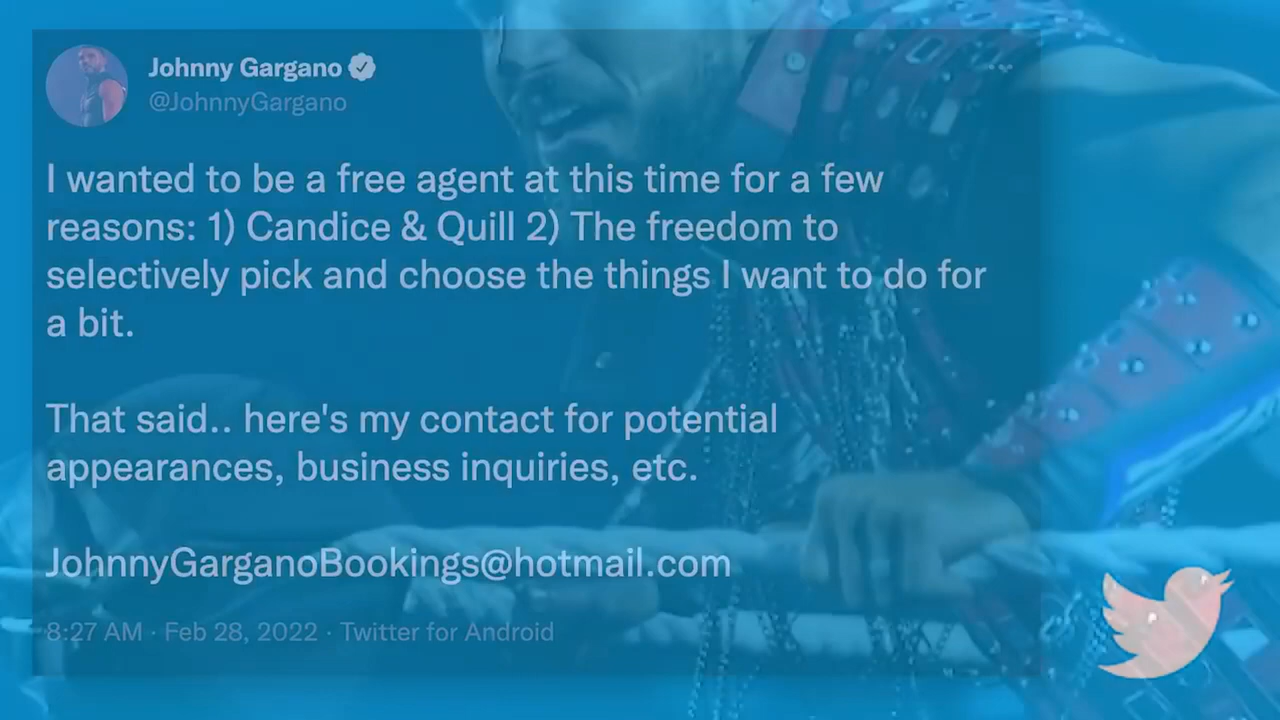 Johnny Gargano
@JohnnyGargano
I wanted to be a free agent at this time for a few
reasons: 1) Candice & Quill 2) The freedom to
selectively pick and choose the things I want to do for
a bit.
That said.. here's my contact for potential
appearances, business inquiries, etc.
JohnnyGarganoBookings@hotmail.com
8:27 AM · Feb 28, 2022 · Twitter for Android